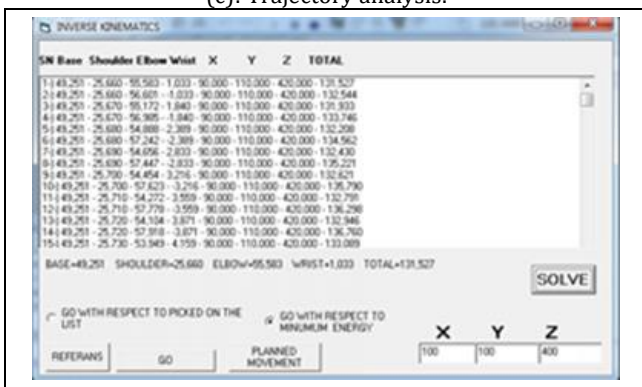 (c). Trajectory analysis.
INVERSE KINEMATICS
SN Base Shoulder Elbow Wrist X Y Z TOTAL
1-) 49,251 - 25,660 - 55,583 - 1,033 - 90.000 - 110.000 - 420.000 - 131,527
2-) 49,251 - 25,660 - 56,601 - -1,033 - 90.000 - 110.000 - 420.000 - 132,544
3-) 49,251 - 25,670 - 55,172 - 1,840 - 90.000 - 110.000 - 420.000 - 131,933
4-) 49,251 - 25,670 - 56,985 - -1,840 - 90.000 - 110.000 - 420.000 - 133,746
5-) 49,251 - 25,680 - 54,888 - 2,389 - 90.000 - 110.000 - 420.000 - 132,208
6-) 49,251 - 25,680 - 57,242 - -2,389 - 90.000 - 110.000 - 420.000 - 134,562
7-) 49,251 - 25,690 - 54,656 - 2,833 - 90.000 - 110.000 - 420.000 - 132,430
8-) 49,251 - 25,690 - 57,447 - -2,833 - 90.000 - 110.000 - 420.000 - 135,221
9-) 49,251 - 25,700 - 54,454 - 3,216 - 90.000 - 110.000 - 420.000 - 132,621
10-) 49,251 - 25,700 - 57,623 - -3,216 - 90.000 - 110.000 - 420.000 - 135,790
11-) 49,251 - 25,710 - 54,272 - 3,559 - 90.000 - 110.000 - 420.000 - 132,791
12-) 49,251 - 25,710 - 57,778 - -3,559 - 90.000 - 110.000 - 420.000 - 136,298
13-) 49,251 - 25,720 - 54,104 - 3,871 - 90.000 - 110.000 - 420.000 - 132,946
14-) 49,251 - 25,720 - 57,918 - -3,871 - 90.000 - 110.000 - 420.000 - 136,760
15-) 49,251 - 25,730 - 53,949 - 4,159 - 90.000 - 110.000 - 420.000 - 133,089
BASE=49,251 SHOULDER=25,660 ELBOW=55,583 WRIST=1,033 TOTAL=131,527
SOLVE
GO WITH RESPECT TO PICKED ON THE LIST
GO WITH RESPECT TO MINUMUM ENERGY
X Y Z
100 100 400
REFERANS GO PLANNED MOVEMENT